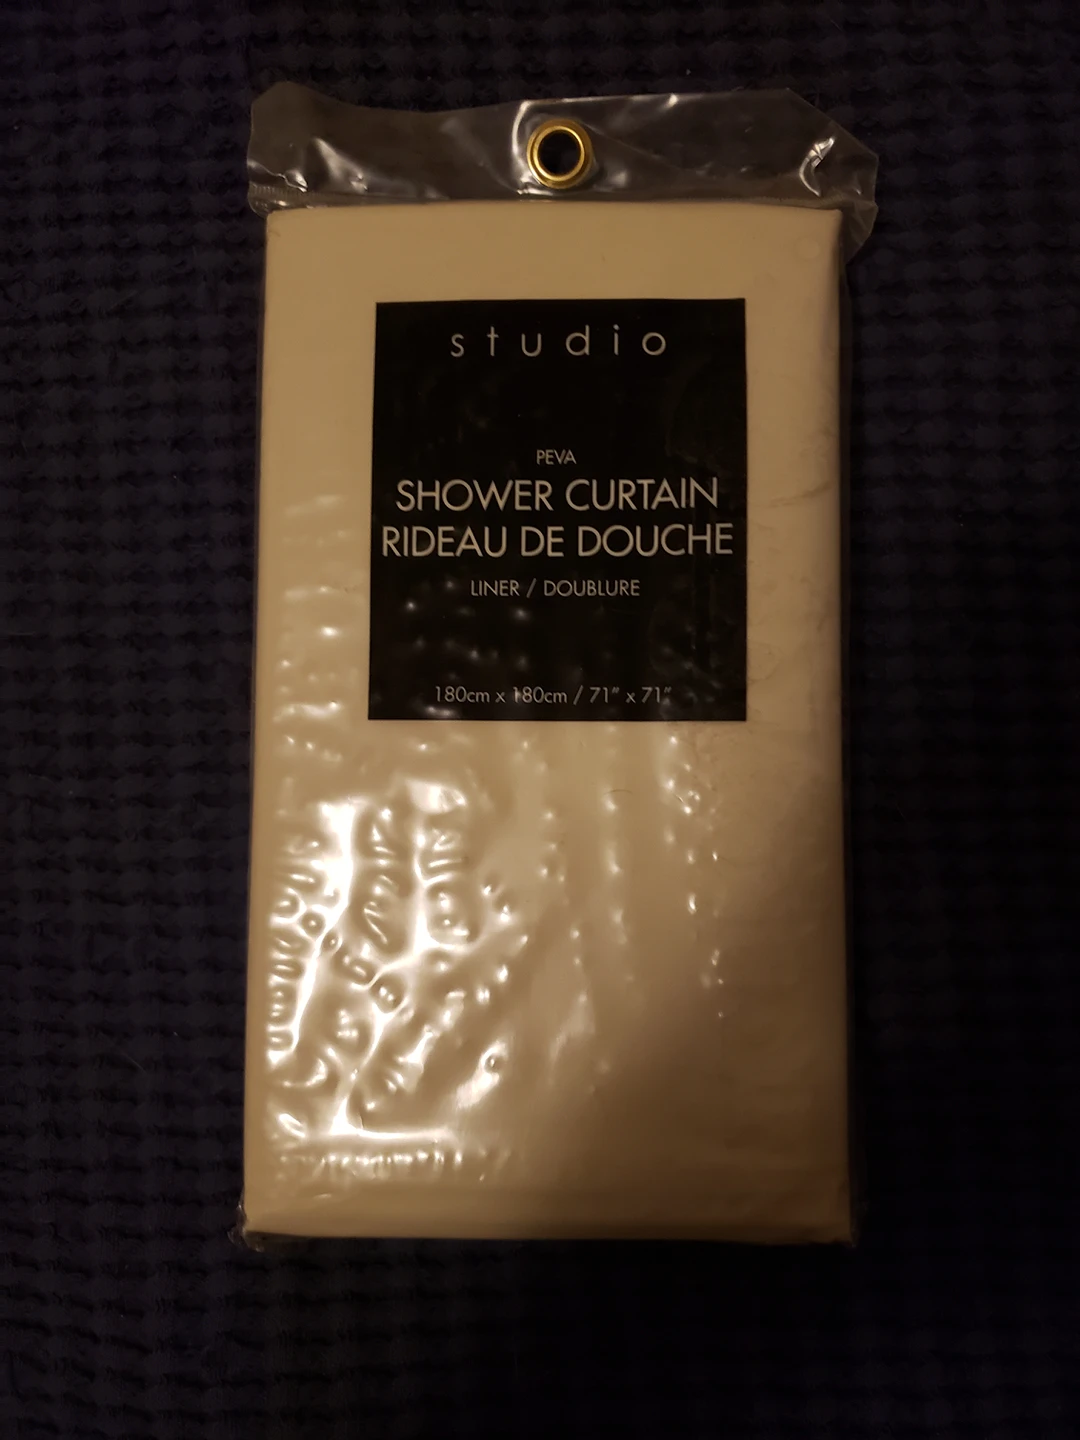 studio
PEVA
SHOWER CURTAIN
RIDEAU DE DOUCHE
LINER / DOUBLURE
180cm x 180cm / 71" x 71"